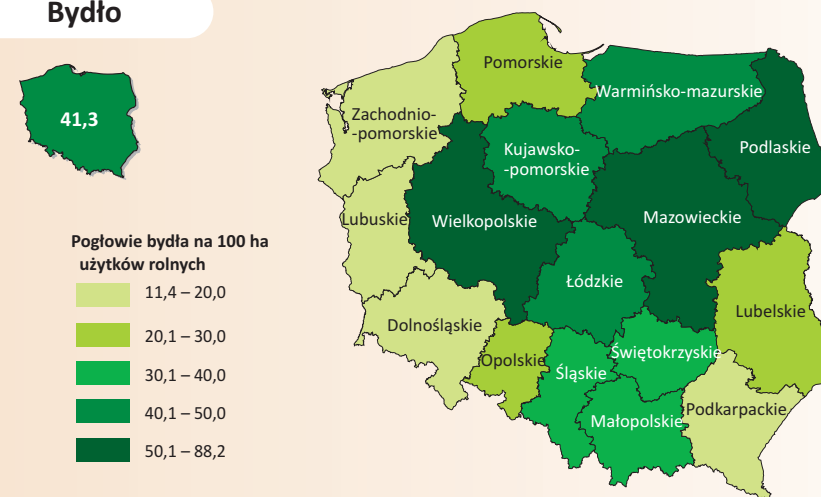 Bydło
41,3
Pogłowie bydła na 100 ha
użytków rolnych
11,4 – 20,0
20,1 – 30,0
30,1 – 40,0
40,1 – 50,0
50,1 – 88,2
Pomorskie
Warmińsko-mazurskie
Zachodnio-
-pomorskie
Kujawsko-
-pomorskie
Podlaskie
Lubuskie
Wielkopolskie
Mazowieckie
Łódzkie
Lubelskie
Dolnośląskie
Opolskie
Śląskie
Świętokrzyskie
Małopolskie
Podkarpackie